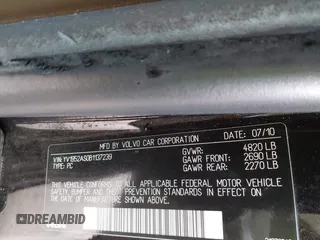 MFD BY VOLVO CAR CORPORATION DATE: 07/10
VIN: YV1952AS0B1137239
TYPE: PC
GVWR: 4820 LB
GAWR FRONT: 2690 LB
GAWR REAR: 2270 LB
THIS VEHICLE CONFORMS TO ALL APPLICABLE FEDERAL MOTOR VEHICLE
SAFETY, BUMPER AND THEFT PREVENTION STANDARDS IN EFFECT ON
THE DATE OF MANUFACTURE SHOWN ABOVE
DREAMBID